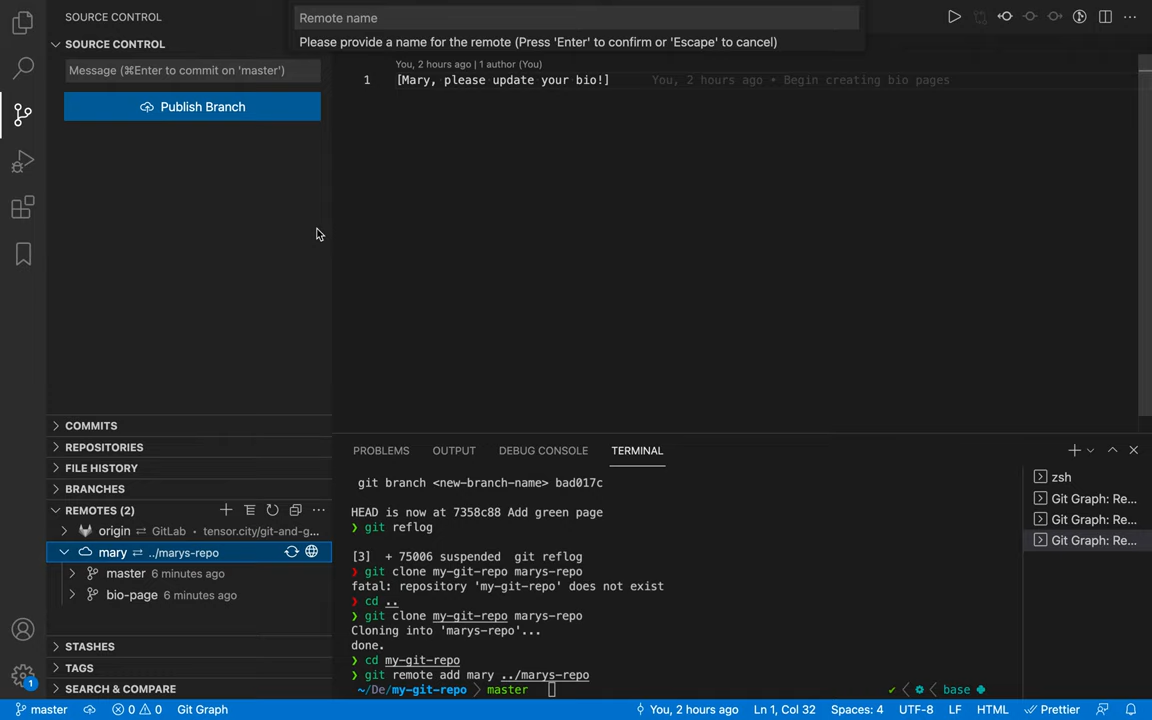 SOURCE CONTROL
Remote name
Please provide a name for the remote (Press 'Enter' to confirm or 'Escape' to cancel)
SOURCE CONTROL
Message (⌘Enter to commit on 'master')
Publish Branch
You, 2 hours ago | 1 author (You)
1 [Mary, please update your bio!] You, 2 hours ago • Begin creating bio pages
COMMITS
REPOSITORIES
FILE HISTORY
BRANCHES
REMOTES (2)
origin ⇌ GitLab • tensor.city/git-and-g...
mary ⇌ ../marys-repo
master 6 minutes ago
bio-page 6 minutes ago
STASHES
TAGS
SEARCH & COMPARE
PROBLEMS OUTPUT DEBUG CONSOLE TERMINAL
git branch <new-branch-name> bad017c
HEAD is now at 7358c88 Add green page
❯ git reflog
[3] + 75006 suspended git reflog
❯ git clone my-git-repo marys-repo
fatal: repository 'my-git-repo' does not exist
❯ cd ..
❯ git clone my-git-repo marys-repo
Cloning into 'marys-repo'...
done.
❯ cd my-git-repo
❯ git remote add mary ../marys-repo
~/De/my-git-repo master base
zsh
Git Graph: Re...
Git Graph: Re...
Git Graph: Re...
1
master 0 0 Git Graph You, 2 hours ago Ln 1, Col 32 Spaces: 4 UTF-8 LF HTML Prettier